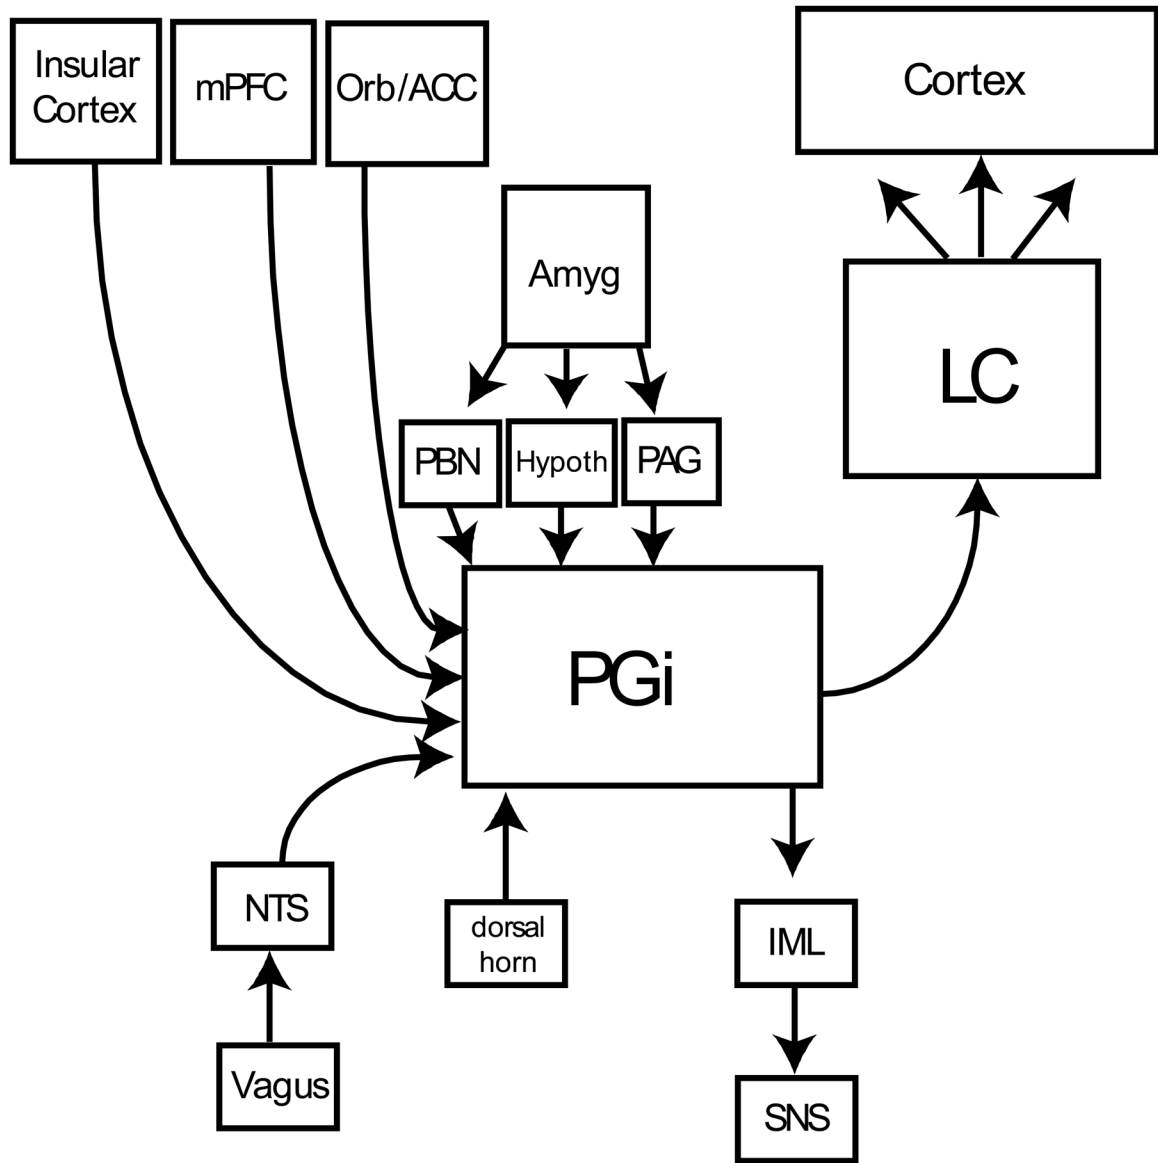 Insular
Cortex
mPFC
Orb/ACC
Cortex
Amyg
LC
PBN
Hypoth
PAG
PGi
NTS
dorsal
horn
IML
Vagus
SNS